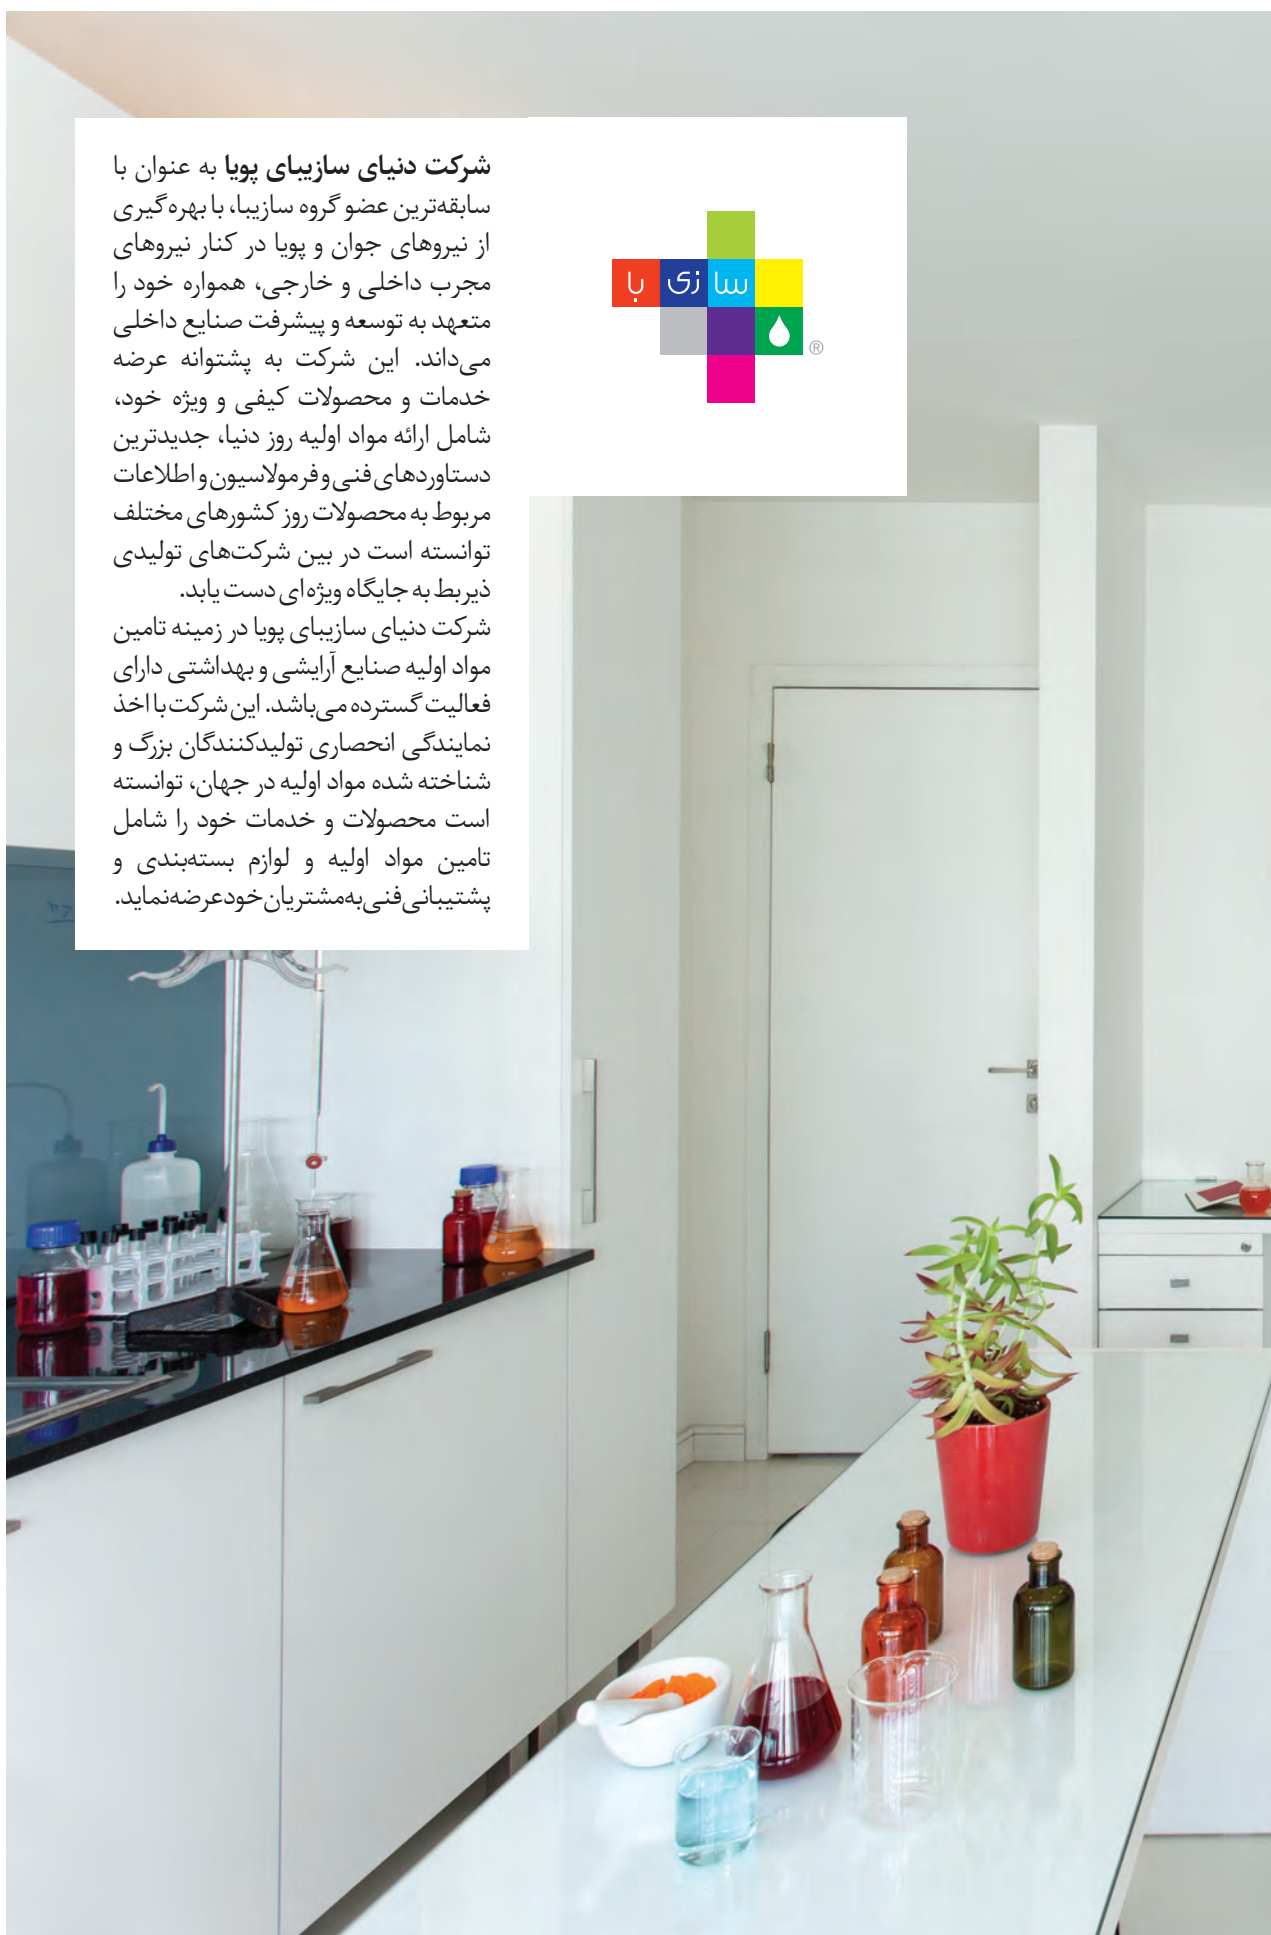 شرکت دنیای سازیبای پویا به عنوان با
سابقه‌ترین عضو گروه سازیبا، با بهره‌گیری
از نیروهای جوان و پویا در کنار نیروهای
مجرب داخلی و خارجی، همواره خود را
متعهد به توسعه و پیشرفت صنایع داخلی
می‌داند. این شرکت به پشتوانه عرضه
خدمات و محصولات کیفی و ویژه خود،
شامل ارائه مواد اولیه روز دنیا، جدیدترین
دستاوردهای فنی و فرمولاسیون و اطلاعات
مربوط به محصولات روز کشورهای مختلف
توانسته است در بین شرکت‌های تولیدی
ذیربط به جایگاه ویژه‌ای دست یابد.
شرکت دنیای سازیبای پویا در زمینه تامین
مواد اولیه صنایع آرایشی و بهداشتی دارای
فعالیت گسترده می‌باشد. این شرکت با اخذ
نمایندگی انحصاری تولیدکنندگان بزرگ و
شناخته شده مواد اولیه در جهان، توانسته
است محصولات و خدمات خود را شامل
تامین مواد اولیه و لوازم بسته‌بندی و
پشتیبانی فنی به مشتریان خود عرضه نماید.
سا زی با
®